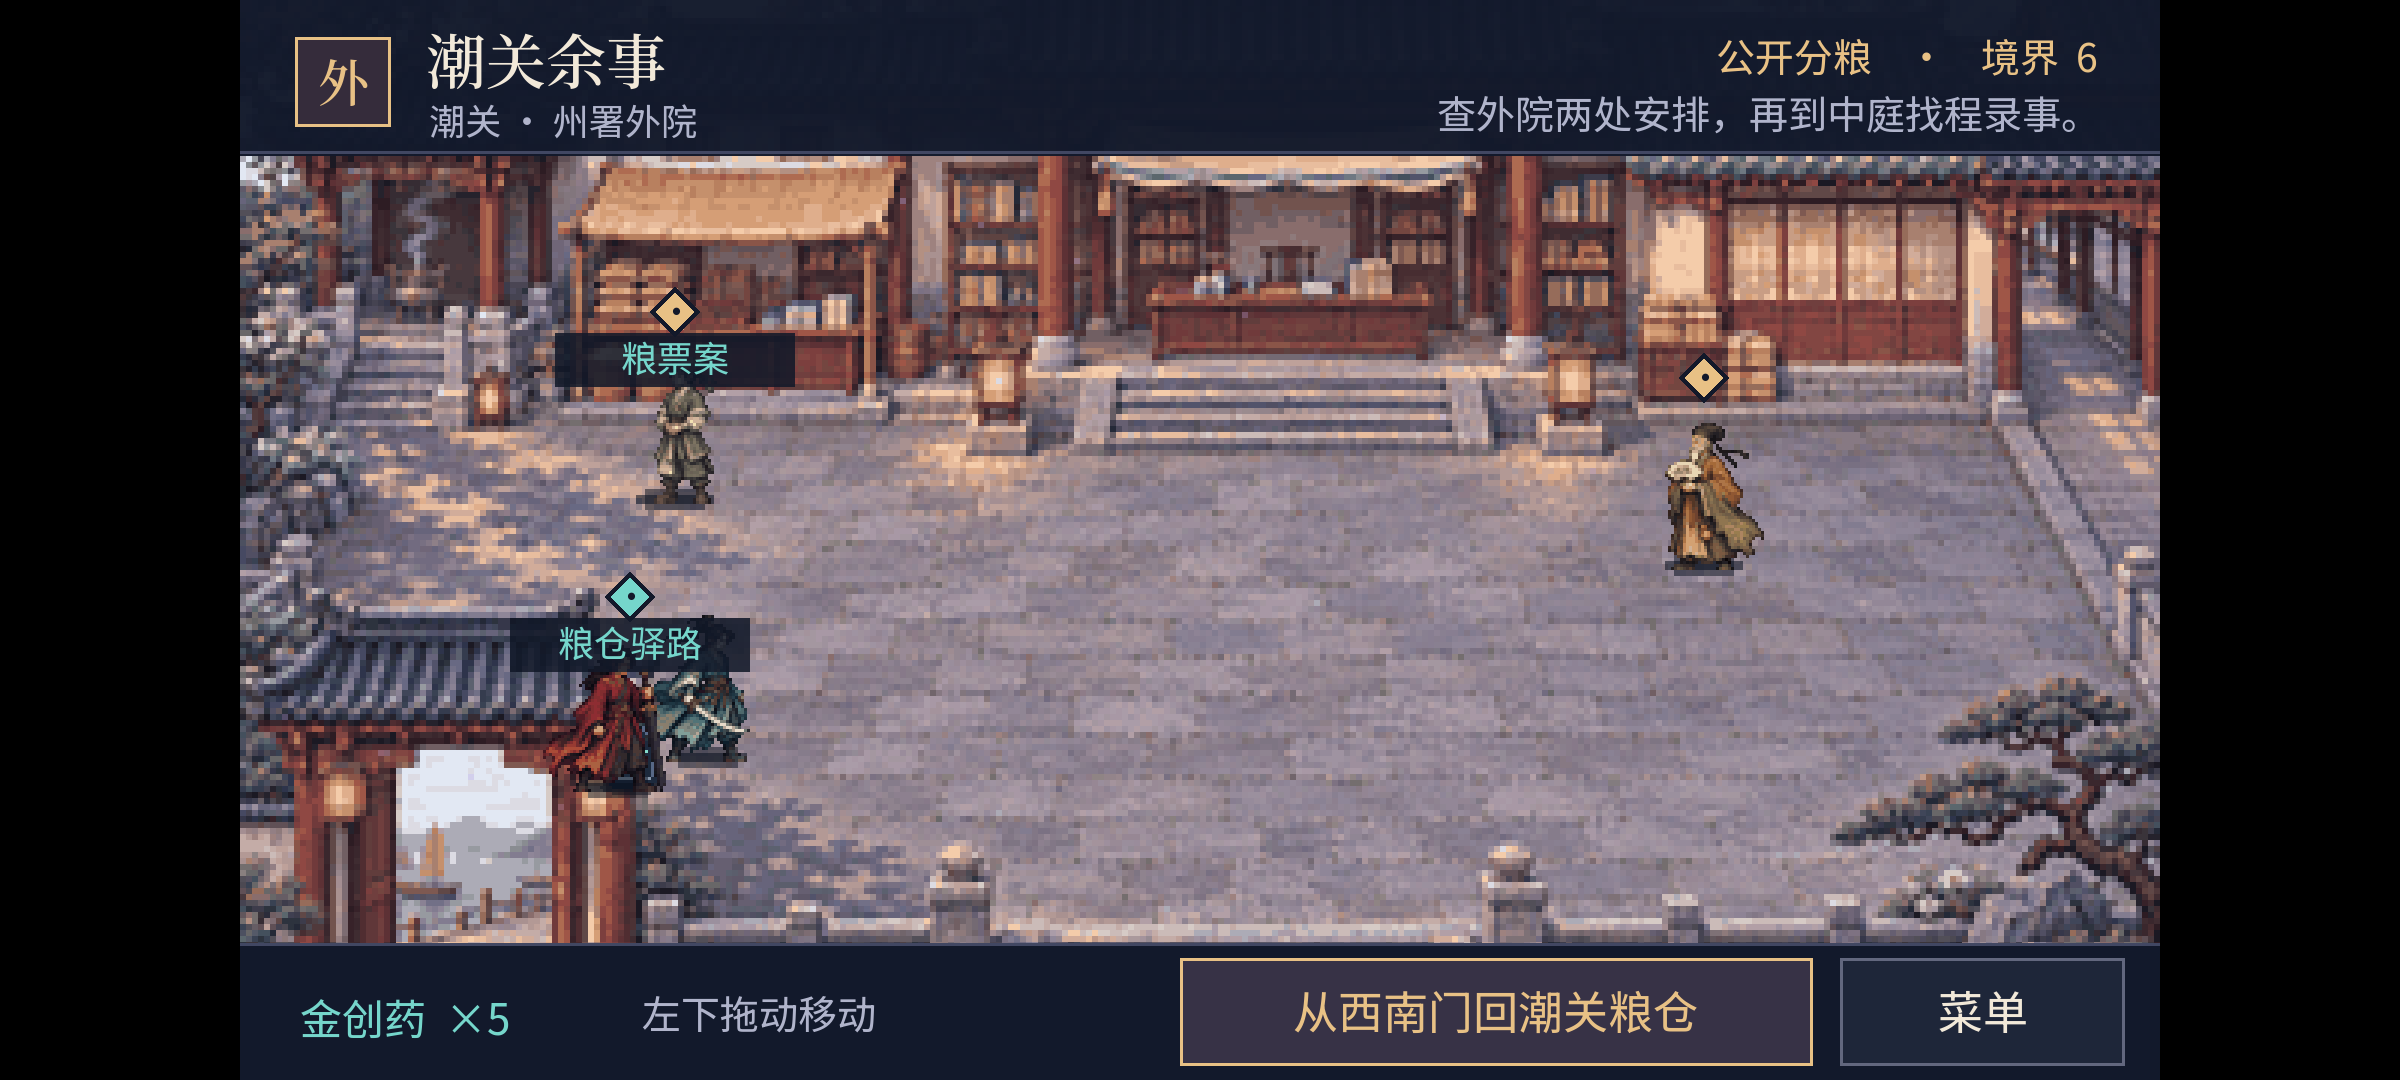 外
潮关余事
潮关 · 州署外院
公开分粮 · 境界 6
查外院两处安排，再到中庭找程录事。
粮票案
粮仓驿路
金创药 ×5
左下拖动移动
从西南门回潮关粮仓
菜单